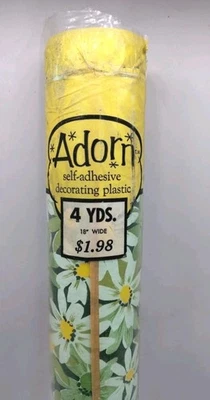 *Adorn*
self-adhesive
decorating plastic
4 YDS.
18" WIDE
$1.98